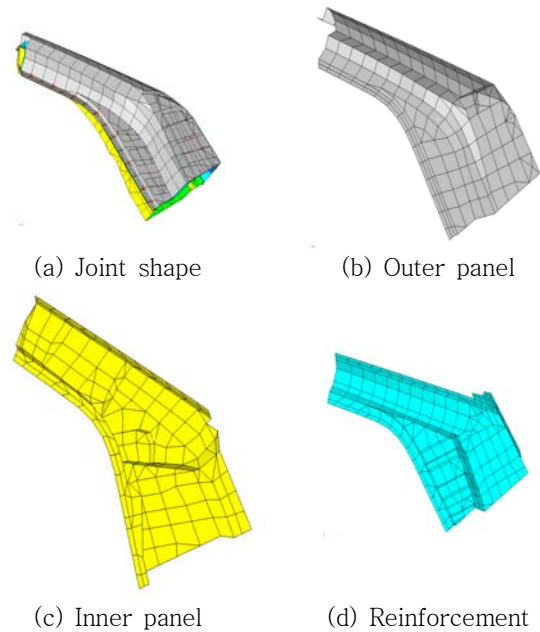 (a) Joint shape
(b) Outer panel
(c) Inner panel
(d) Reinforcement